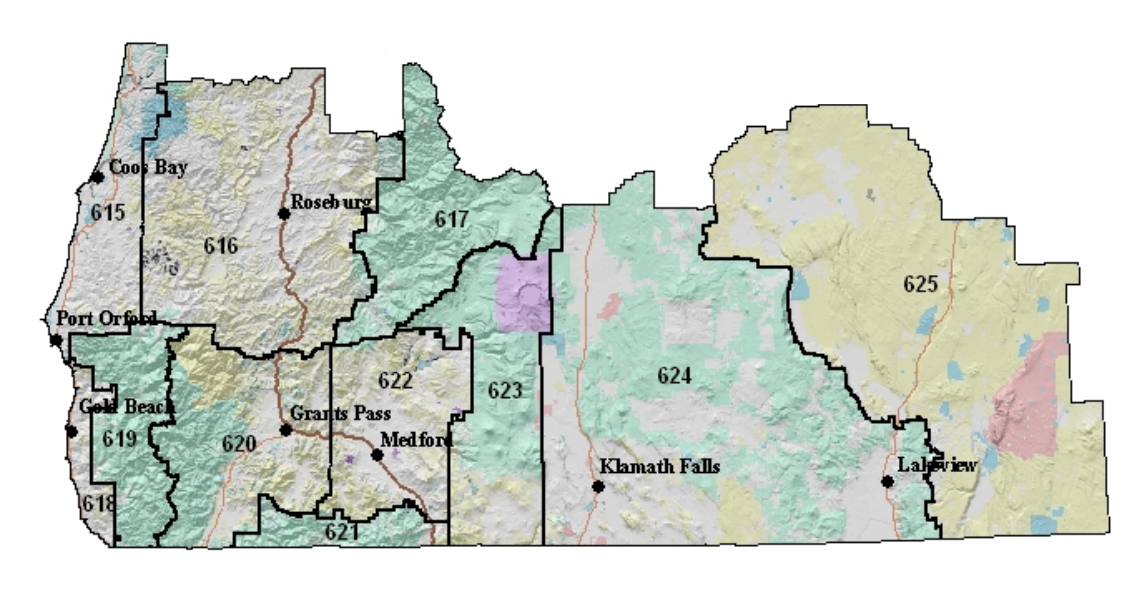 Coos Bay
615
Roseburg
617
616
625
Port Orford
622
624
623
Gold Beach
Grants Pass
619
620
Medford
Klamath Falls
Lakeview
618
621